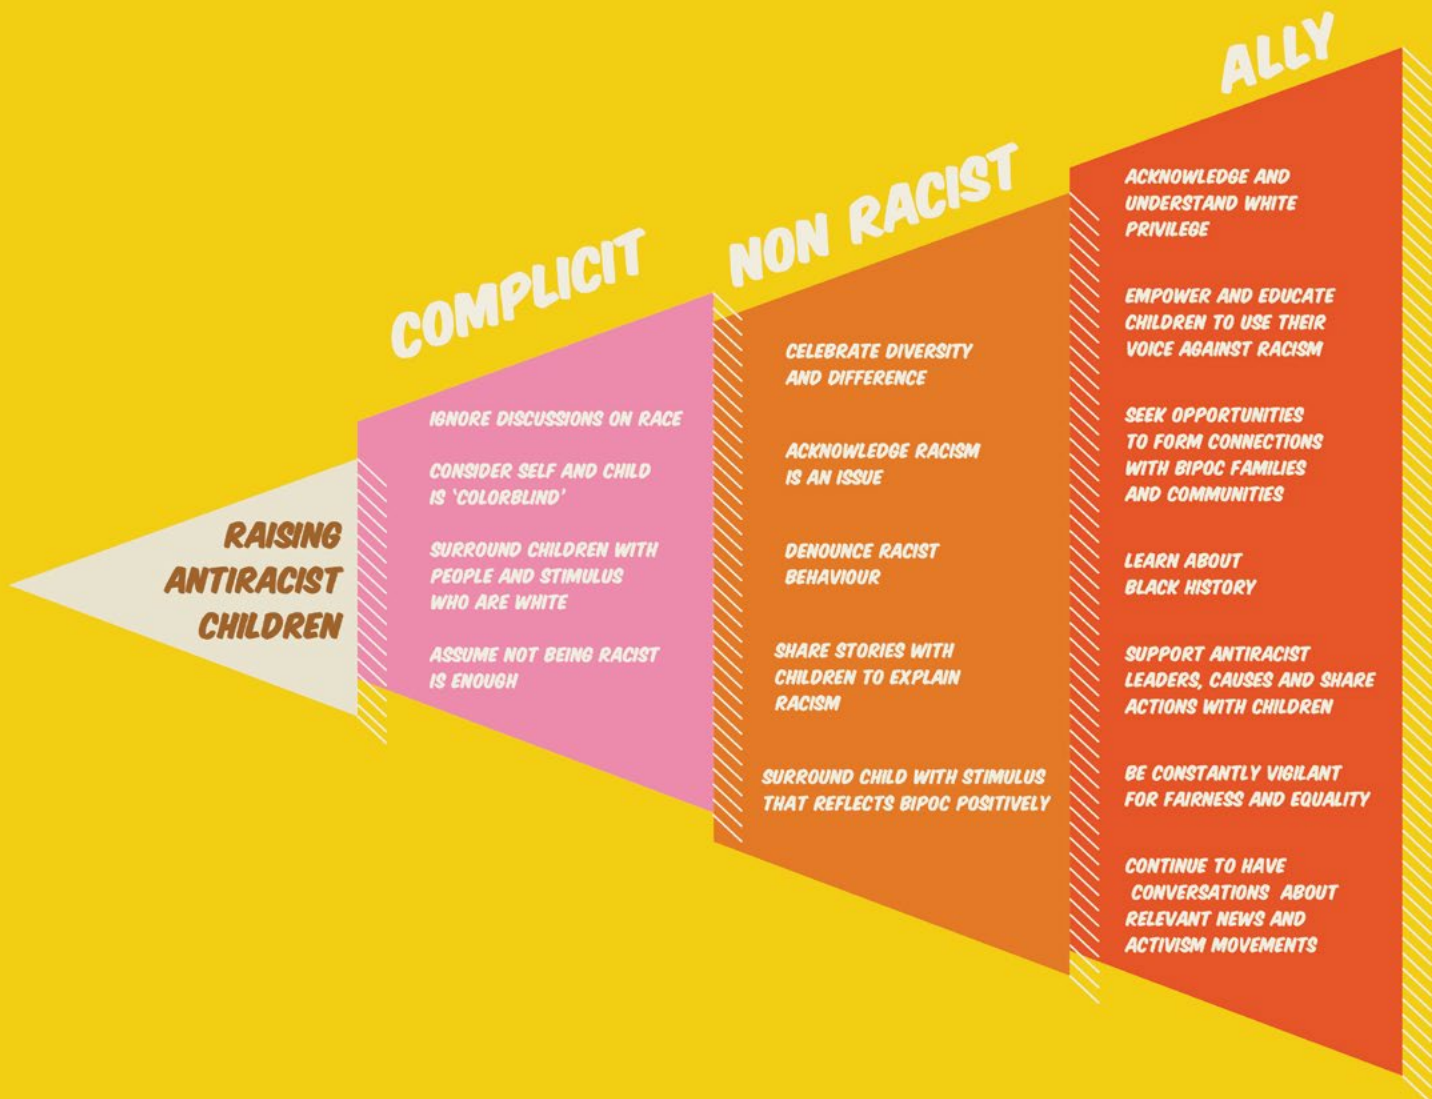 RAISING
ANTIRACIST
CHILDREN
COMPLICIT
IGNORE DISCUSSIONS ON RACE
CONSIDER SELF AND CHILD
IS 'COLORBLIND'
SURROUND CHILDREN WITH
PEOPLE AND STIMULUS
WHO ARE WHITE
ASSUME NOT BEING RACIST
IS ENOUGH
NON RACIST
CELEBRATE DIVERSITY
AND DIFFERENCE
ACKNOWLEDGE RACISM
IS AN ISSUE
DENOUNCE RACIST
BEHAVIOUR
SHARE STORIES WITH
CHILDREN TO EXPLAIN
RACISM
SURROUND CHILD WITH STIMULUS
THAT REFLECTS BIPOC POSITIVELY
ALLY
ACKNOWLEDGE AND
UNDERSTAND WHITE
PRIVILEGE
EMPOWER AND EDUCATE
CHILDREN TO USE THEIR
VOICE AGAINST RACISM
SEEK OPPORTUNITIES
TO FORM CONNECTIONS
WITH BIPOC FAMILIES
AND COMMUNITIES
LEARN ABOUT
BLACK HISTORY
SUPPORT ANTIRACIST
LEADERS, CAUSES AND SHARE
ACTIONS WITH CHILDREN
BE CONSTANTLY VIGILANT
FOR FAIRNESS AND EQUALITY
CONTINUE TO HAVE
CONVERSATIONS ABOUT
RELEVANT NEWS AND
ACTIVISM MOVEMENTS